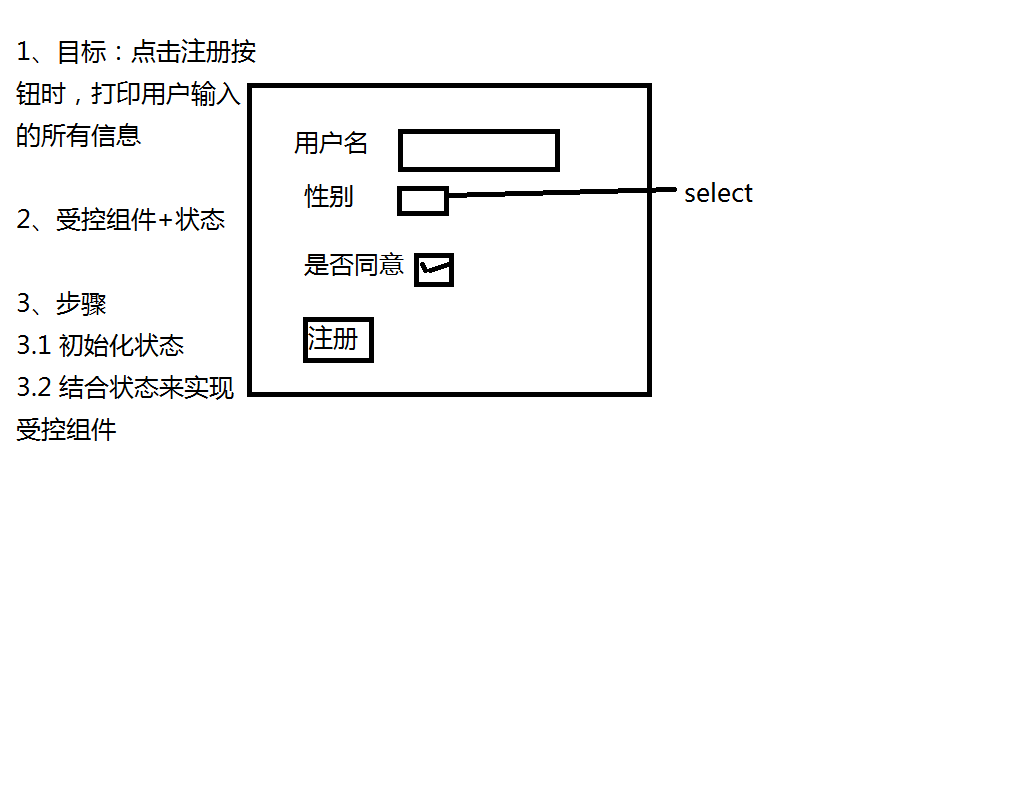 1、目标：点击注册按
钮时，打印用户输入
的所有信息
2、受控组件+状态
3、步骤
3.1 初始化状态
3.2 结合状态来实现
受控组件
用户名
性别
select
是否同意
注册